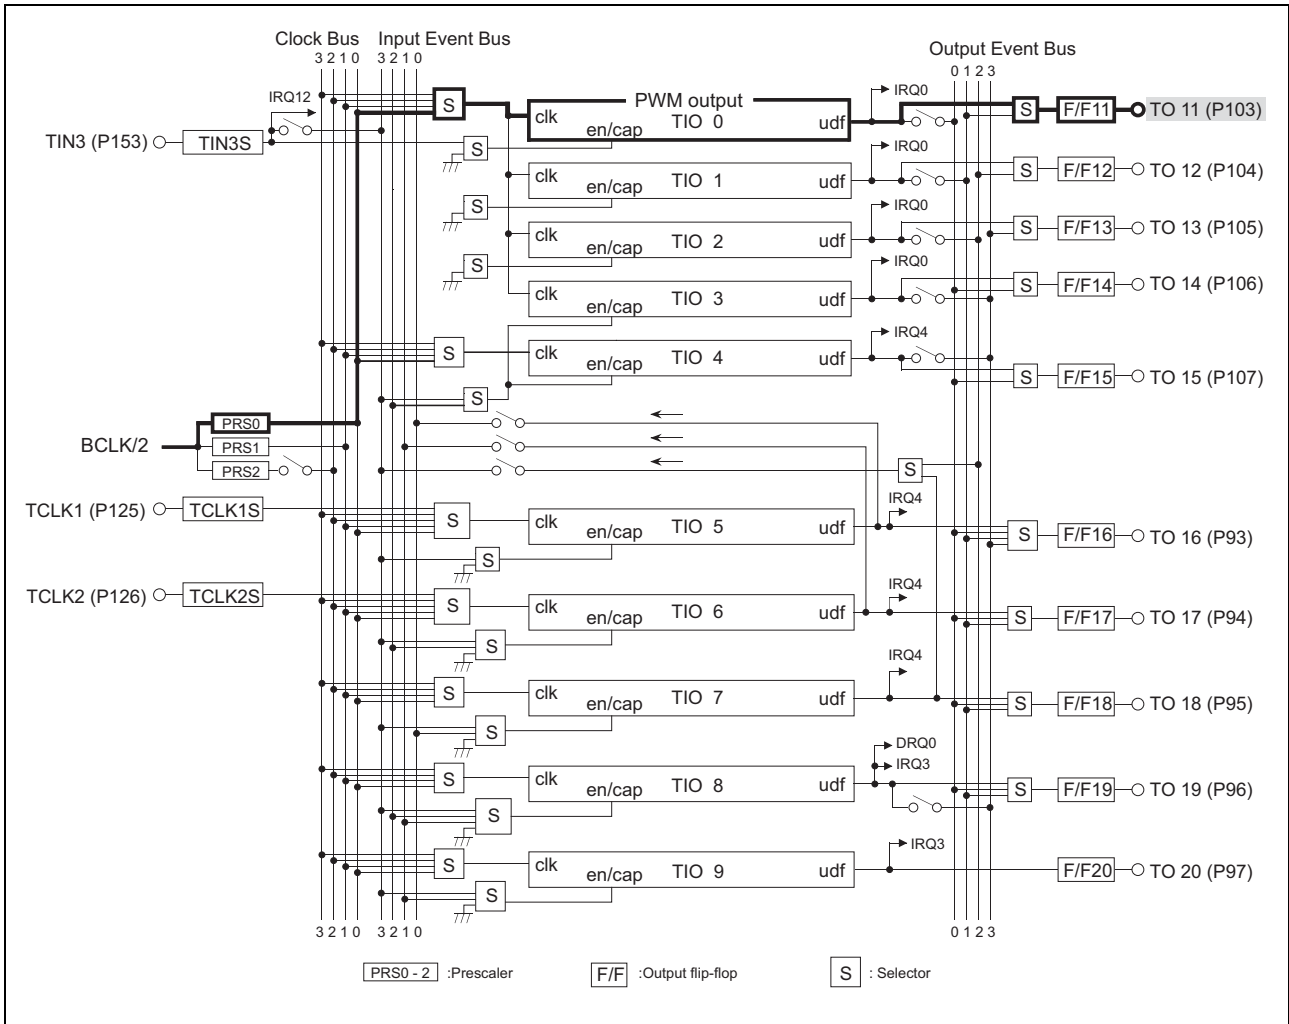 Clock Bus Input Event Bus Output Event Bus
3 2 1 0 3 2 1 0 0 1 2 3
IRQ12 S PWM output IRQ0
clk en/cap TIO 0 udf S F/F11 TO 11 (P103)
TIN3 (P153) TIN3S S IRQ0
clk en/cap TIO 1 udf S F/F12 TO 12 (P104)
S IRQ0
clk en/cap TIO 2 udf S F/F13 TO 13 (P105)
S IRQ0
clk en/cap TIO 3 udf S F/F14 TO 14 (P106)
IRQ4
S clk en/cap TIO 4 udf S F/F15 TO 15 (P107)
S
PRS0
BCLK/2 PRS1
PRS2 S
IRQ4
TCLK1 (P125) TCLK1S S clk en/cap TIO 5 udf S F/F16 TO 16 (P93)
S
IRQ4
TCLK2 (P126) TCLK2S S clk en/cap TIO 6 udf S F/F17 TO 17 (P94)
S
IRQ4
S clk en/cap TIO 7 udf S F/F18 TO 18 (P95)
S
DRQ0
IRQ3
S clk en/cap TIO 8 udf S F/F19 TO 19 (P96)
S
IRQ3
S clk en/cap TIO 9 udf F/F20 TO 20 (P97)
S
3 2 1 0 3 2 1 0 0 1 2 3
PRS0 - 2 :Prescaler F/F :Output flip-flop S : Selector